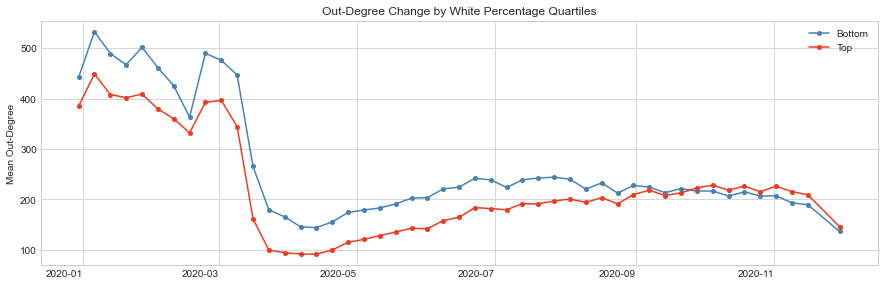 Out-Degree Change by White Percentage Quartiles
Mean Out-Degree
500
400
300
200
100
Bottom
Top
2020-01
2020-03
2020-05
2020-07
2020-09
2020-11